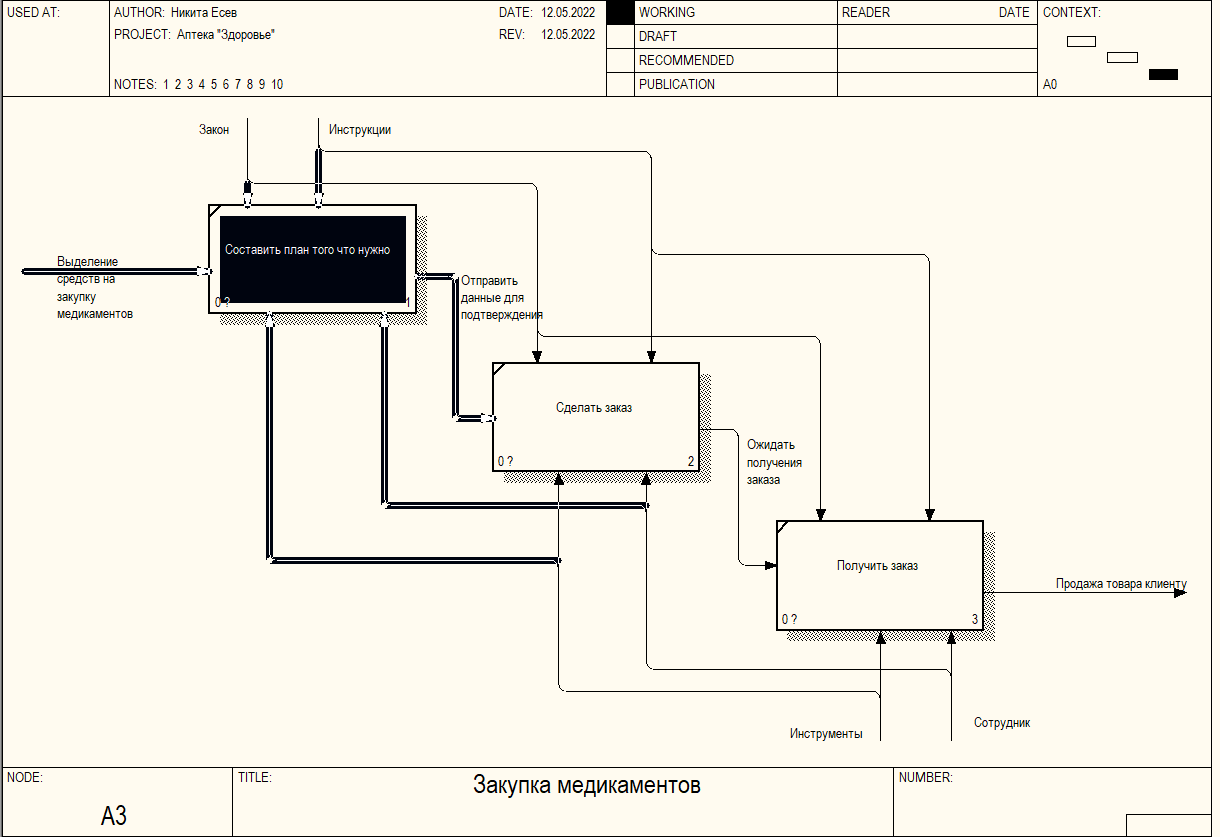 USED AT:
AUTHOR: Никита Есев
DATE: 12.05.2022
PROJECT: Аптека "Здоровье"
REV: 12.05.2022
NOTES: 1 2 3 4 5 6 7 8 9 10
WORKING
DRAFT
RECOMMENDED
PUBLICATION
READER
DATE
CONTEXT:
A0
Закон
Инструкции
Составить план того что нужно
0 ?
1
Выделение
средств на
закупку
медикаментов
Отправить
данные для
подтверждения
Сделать заказ
0 ?
2
Ожидать
получения
заказа
Получить заказ
0 ?
3
Продажа товара клиенту
Инструменты
Сотрудник
NODE:
A3
TITLE:
Закупка медикаментов
NUMBER: